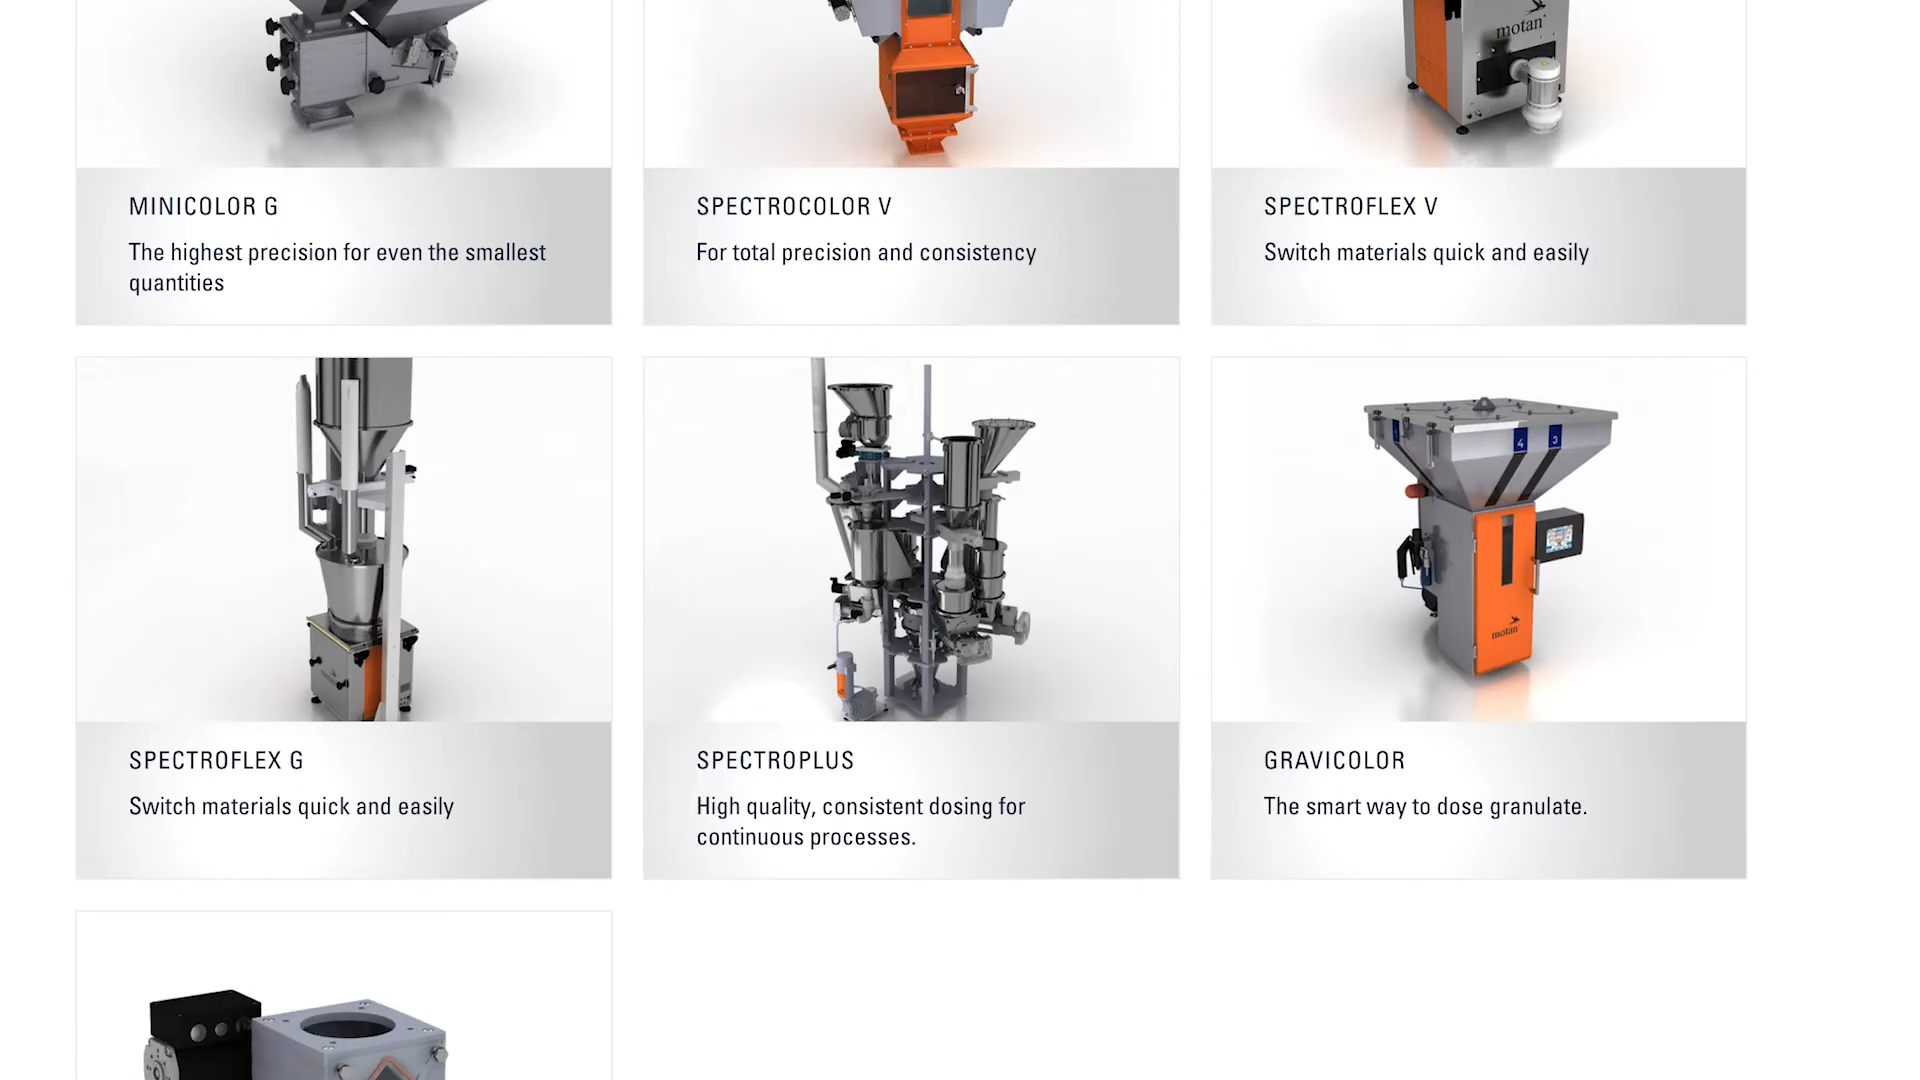 motan
MINICOLOR G
The highest precision for even the smallest
quantities
SPECTROCOLOR V
For total precision and consistency
SPECTROFLEX V
Switch materials quick and easily
4
3
motan
SPECTROFLEX G
Switch materials quick and easily
SPECTROPLUS
High quality, consistent dosing for
continuous processes.
GRAVICOLOR
The smart way to dose granulate.